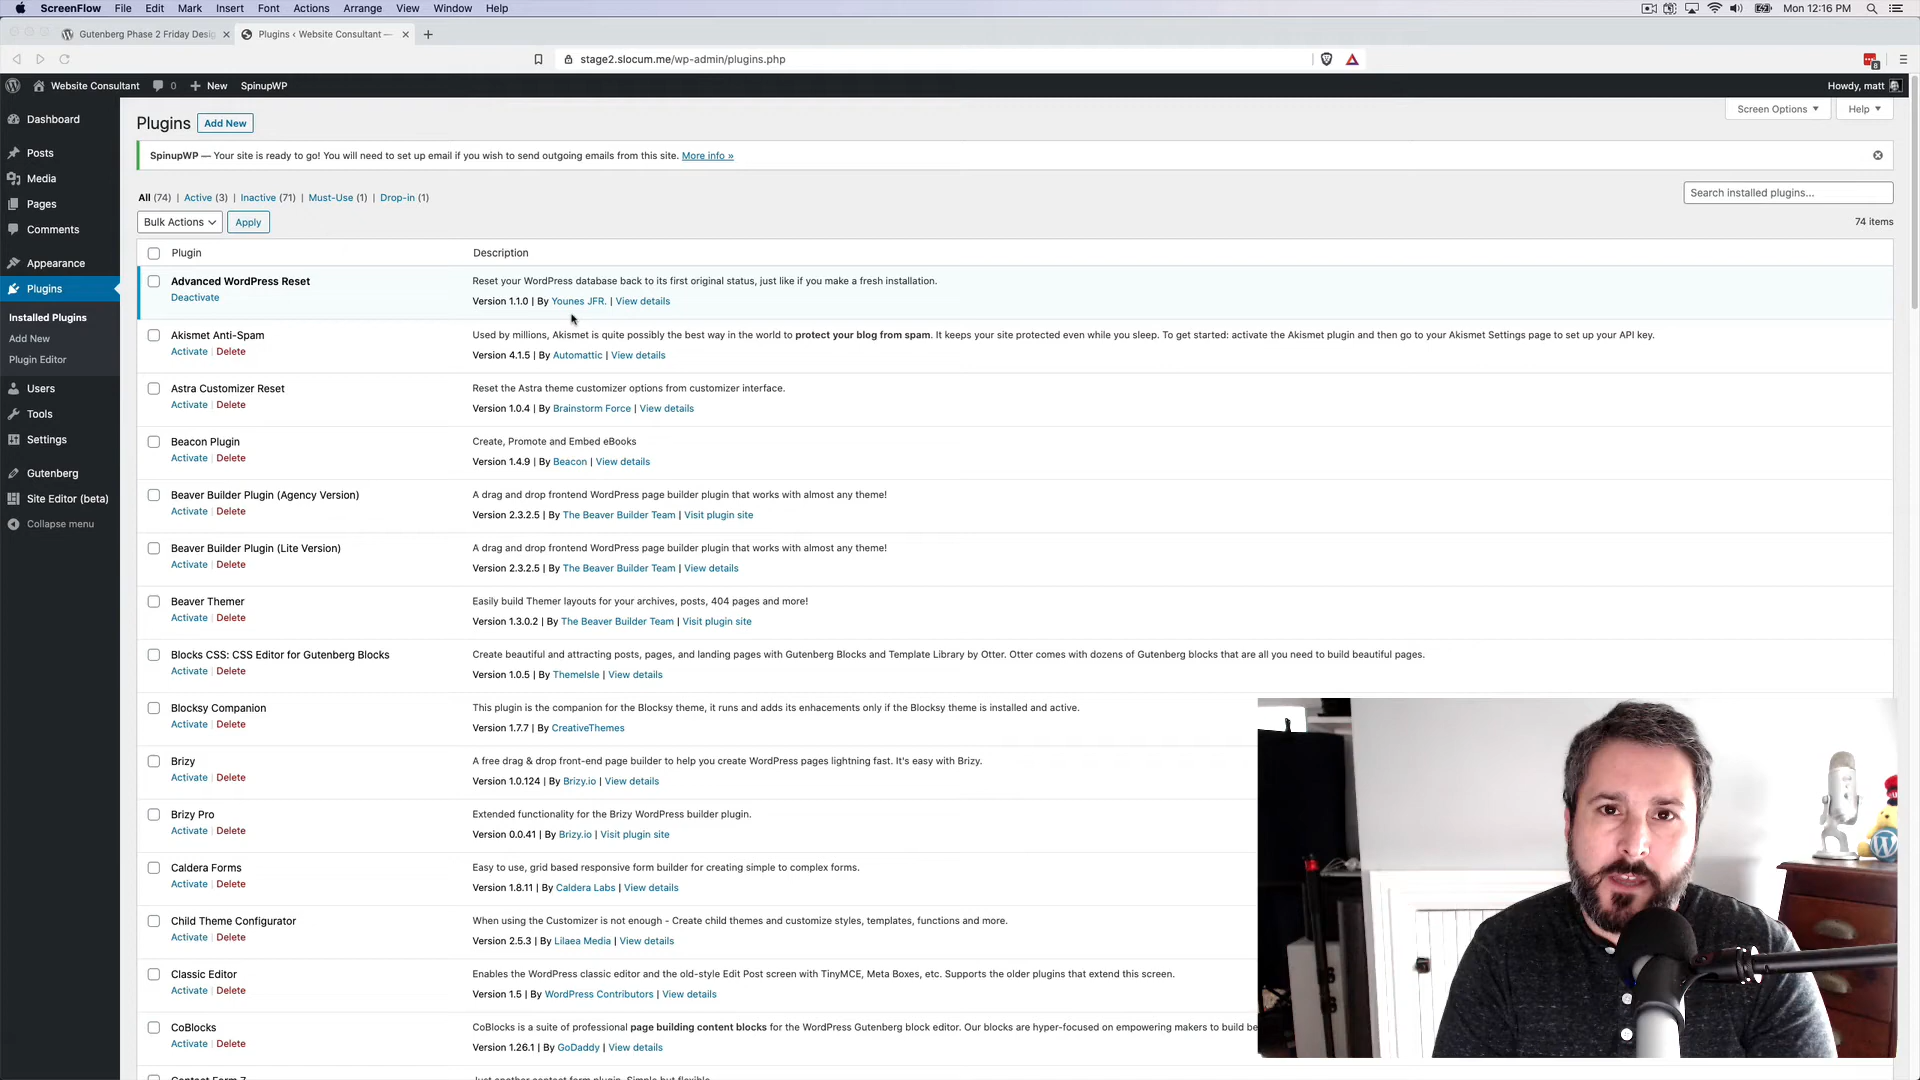 ScreenFlow File Edit Mark Insert Font Actions Arrange View Window Help Mon 12:16 PM
Gutenberg Phase 2 Friday Desi Plugins ‹ Website Consultant —
stage2.slocum.me/wp-admin/plugins.php
Website Consultant 0 New SpinupWP Howdy, matt
Screen Options Help
Plugins Add New
SpinupWP — Your site is ready to go! You will need to set up email if you wish to send outgoing emails from this site. More info »
All (74) | Active (3) | Inactive (71) | Must-Use (1) | Drop-in (1)
Search installed plugins...
Bulk Actions Apply
74 items
Dashboard
Posts
Media
Pages
Comments
Appearance
Plugins
Installed Plugins
Add New
Plugin Editor
Users
Tools
Settings
Gutenberg
Site Editor (beta)
Collapse menu
Plugin Description
Advanced WordPress Reset Reset your WordPress database back to its first original status, just like if you make a fresh installation.
Deactivate Version 1.1.0 | By Younes JFR. | View details
Akismet Anti-Spam Used by millions, Akismet is quite possibly the best way in the world to protect your blog from spam. It keeps your site protected even while you sleep. To get started: activate the Akismet plugin and then go to your Akismet Settings page to set up your API key.
Activate | Delete Version 4.1.5 | By Automattic | View details
Astra Customizer Reset Reset the Astra theme customizer options from customizer interface.
Activate | Delete Version 1.0.4 | By Brainstorm Force | View details
Beacon Plugin Create, Promote and Embed eBooks
Activate | Delete Version 1.4.9 | By Beacon | View details
Beaver Builder Plugin (Agency Version) A drag and drop frontend WordPress page builder plugin that works with almost any theme!
Activate | Delete Version 2.3.2.5 | By The Beaver Builder Team | Visit plugin site
Beaver Builder Plugin (Lite Version) A drag and drop frontend WordPress page builder plugin that works with almost any theme!
Activate | Delete Version 2.3.2.5 | By The Beaver Builder Team | View details
Beaver Themer Easily build Themer layouts for your archives, posts, 404 pages and more!
Activate | Delete Version 1.3.0.2 | By The Beaver Builder Team | Visit plugin site
Blocks CSS: CSS Editor for Gutenberg Blocks Create beautiful and attracting posts, pages, and landing pages with Gutenberg Blocks and Template Library by Otter. Otter comes with dozens of Gutenberg blocks that are all you need to build beautiful pages.
Activate | Delete Version 1.0.5 | By ThemeIsle | View details
Blocksy Companion This plugin is the companion for the Blocksy theme, it runs and adds its enhacements only if the Blocksy theme is installed and active.
Activate | Delete Version 1.7.7 | By CreativeThemes
Brizy A free drag & drop front-end page builder to help you create WordPress pages lightning fast. It's easy with Brizy.
Activate | Delete Version 1.0.124 | By Brizy.io | View details
Brizy Pro Extended functionality for the Brizy WordPress builder plugin.
Activate | Delete Version 0.0.41 | By Brizy.io | Visit plugin site
Caldera Forms Easy to use, grid based responsive form builder for creating simple to complex forms.
Activate | Delete Version 1.8.11 | By Caldera Labs | View details
Child Theme Configurator When using the Customizer is not enough - Create child themes and customize styles, templates, functions and more.
Activate | Delete Version 2.5.3 | By Lilaea Media | View details
Classic Editor Enables the WordPress classic editor and the old-style Edit Post screen with TinyMCE, Meta Boxes, etc. Supports the older plugins that extend this screen.
Activate | Delete Version 1.5 | By WordPress Contributors | View details
CoBlocks CoBlocks is a suite of professional page building content blocks for the WordPress Gutenberg block editor. Our blocks are hyper-focused on empowering makers to build be
Activate | Delete Version 1.26.1 | By GoDaddy | View details